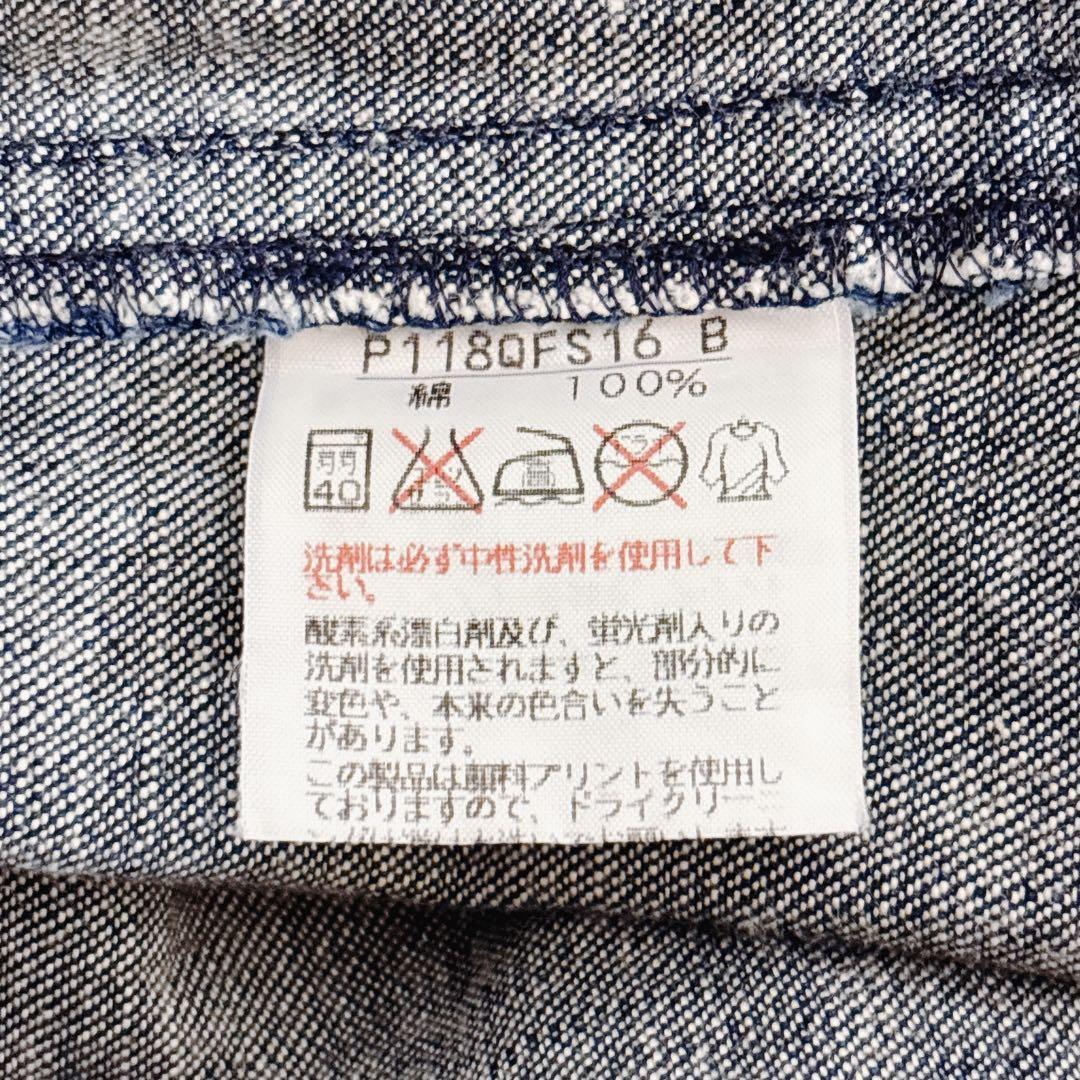 P1180FS16 B
綿 100%
40
洗剤は必ず中性洗剤を使用して下
さい。
酸素系漂白剤及び、蛍光剤入りの
洗剤を使用されますと、部分的に
変色や、本来の色合いを失うこと
があります。
この製品は顔料プリントを使用し
ておりますので、ドライクリーニ